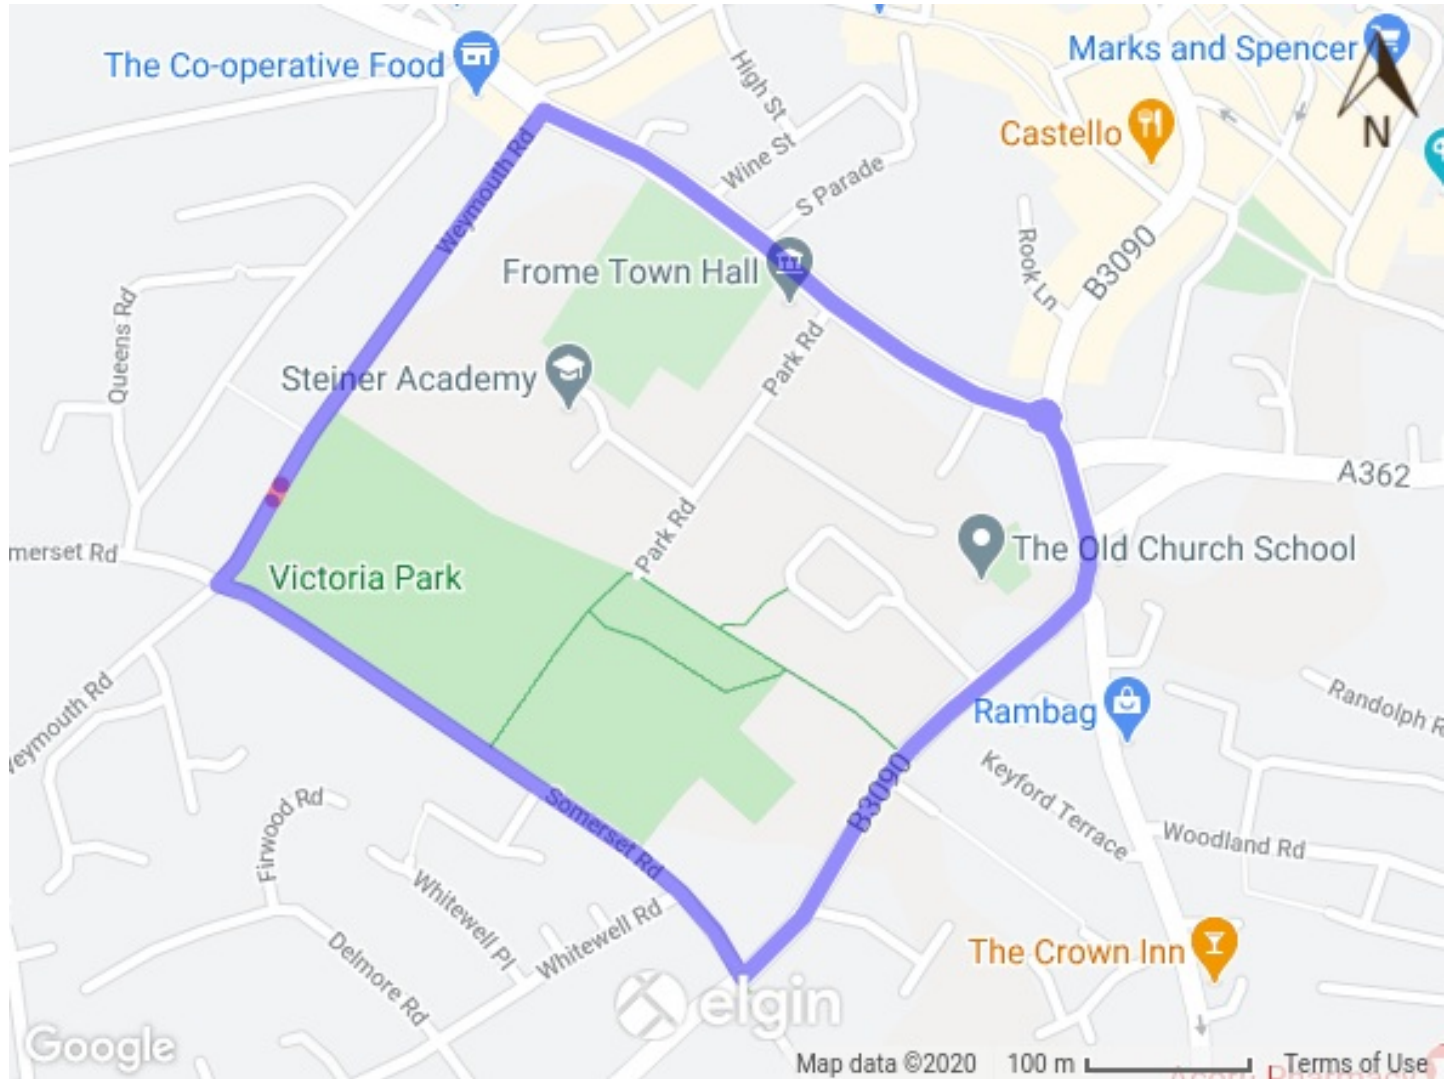 The Co-operative Food
Marks and Spencer
High St
Castello
N
Wine St
S Parade
Weymouth Rd
Rook Ln
B3090
Frome Town Hall
Queens Rd
Park Rd
Steiner Academy
A362
Park Rd
merset Rd
The Old Church School
Victoria Park
Weymouth Rd
Rambag
Randolph R
Keyford Terrace
B3090
Somerset Rd
Woodland Rd
Firwood Rd
Whitewell Pl
Whitewell Rd
Delmore Rd
The Crown Inn
elgin
Google
Map data ©2020 100 m Terms of Use